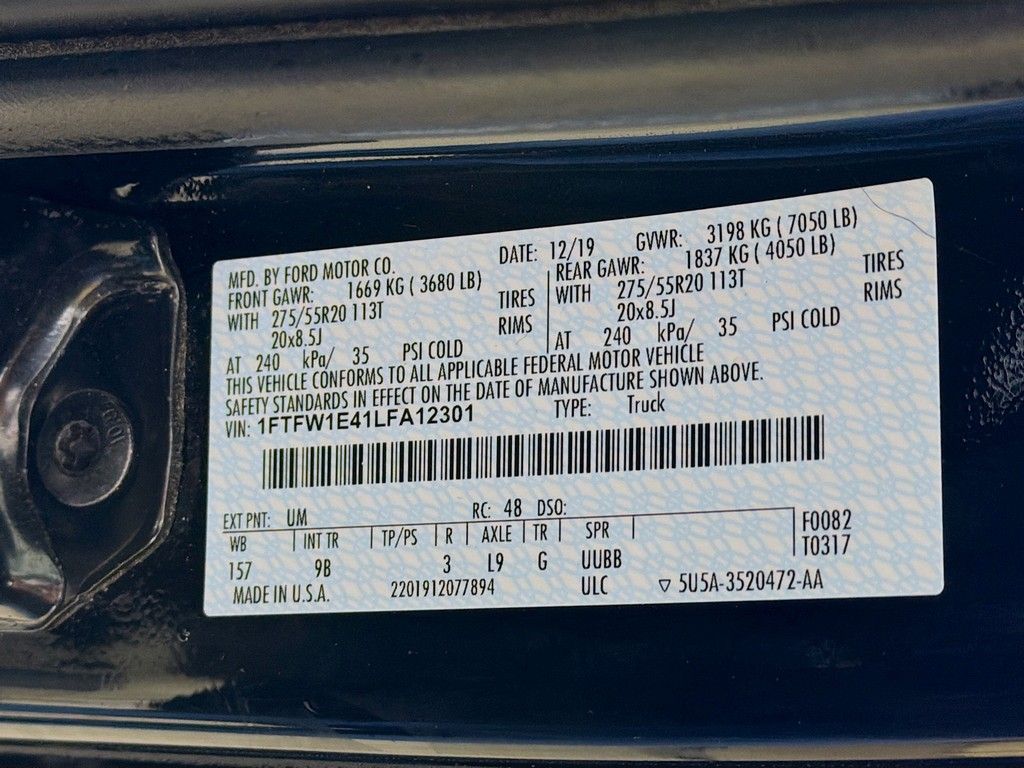 MFD. BY FORD MOTOR CO. DATE: 12/19 GVWR: 3198 KG ( 7050 LB)
FRONT GAWR: 1669 KG ( 3680 LB) REAR GAWR: 1837 KG ( 4050 LB)
WITH 275/55R20 113T TIRES WITH 275/55R20 113T TIRES
20x8.5J RIMS 20x8.5J RIMS
AT 240 kPa/ 35 PSI COLD AT 240 kPa/ 35 PSI COLD
THIS VEHICLE CONFORMS TO ALL APPLICABLE FEDERAL MOTOR VEHICLE
SAFETY STANDARDS IN EFFECT ON THE DATE OF MANUFACTURE SHOWN ABOVE.
VIN: 1FTFW1E41LFA12301 TYPE: Truck
EXT PNT: UM RC: 48 DSO:
WB INT TR TP/PS R AXLE TR SPR F0082
157 9B 3 L9 G UUBB T0317
MADE IN U.S.A. 2201912077894 ULC ▽ 5U5A-3520472-AA